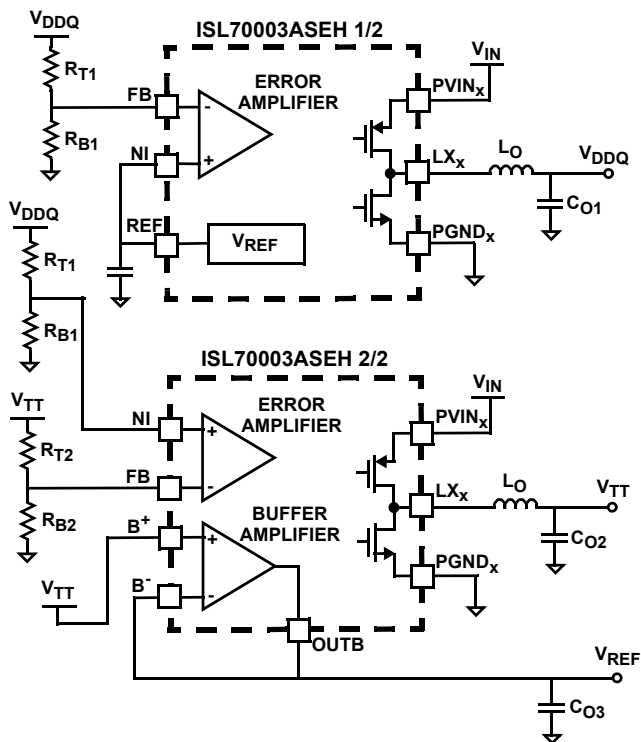 ISL70003ASEH 1/2
VDDQ
RT1
RB1
FB
-
ERROR
AMPLIFIER
NI
+
REF
VREF
VIN
PVINx
LXx
LO
VDDQ
CO1
PGNDx
VDDQ
RT1
RB1
ISL70003ASEH 2/2
VTT
RT2
RB2
NI
+
ERROR
AMPLIFIER
FB
-
BUFFER
AMPLIFIER
B+
+
VTT
B-
-
OUTB
VIN
PVINx
LXx
LO
VTT
CO2
PGNDx
VREF
CO3